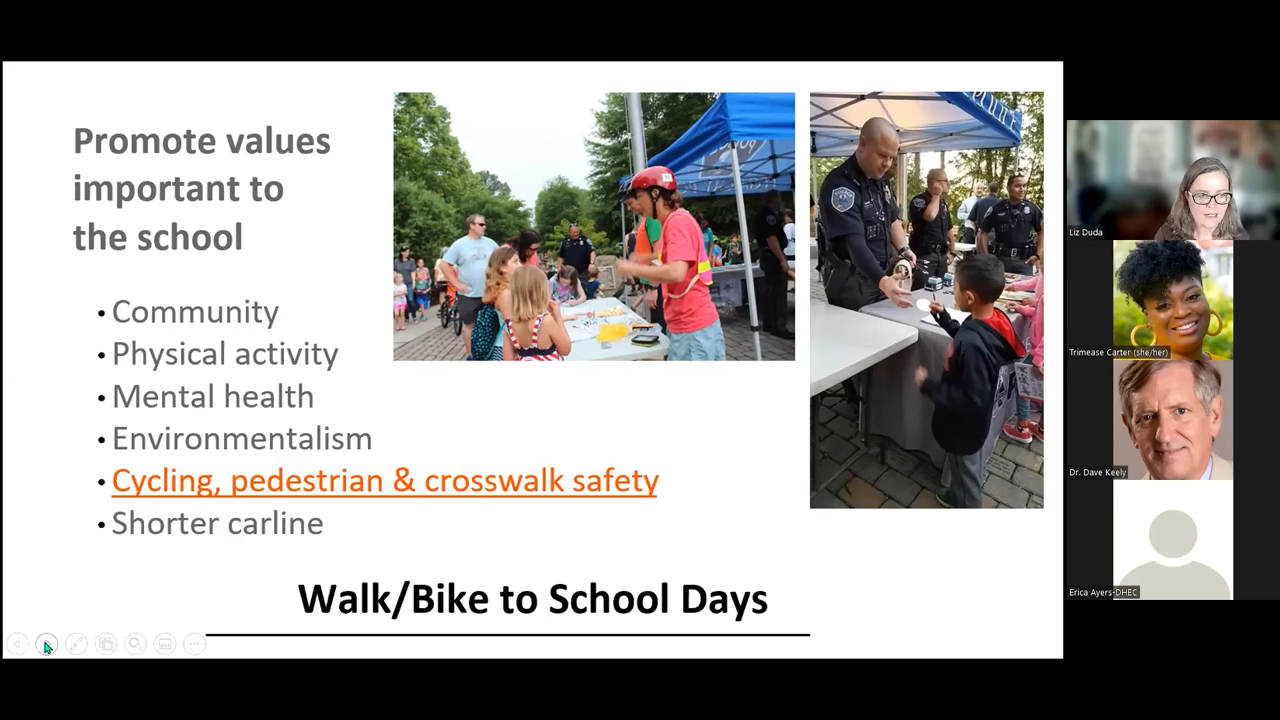 Promote values
important to
the school
• Community
• Physical activity
• Mental health
• Environmentalism
• Cycling, pedestrian & crosswalk safety
• Shorter carline
Walk/Bike to School Days
Liz Duda
Trimease Carter (she/her)
Dr. Dave Keely
Erica Ayers-DHEC